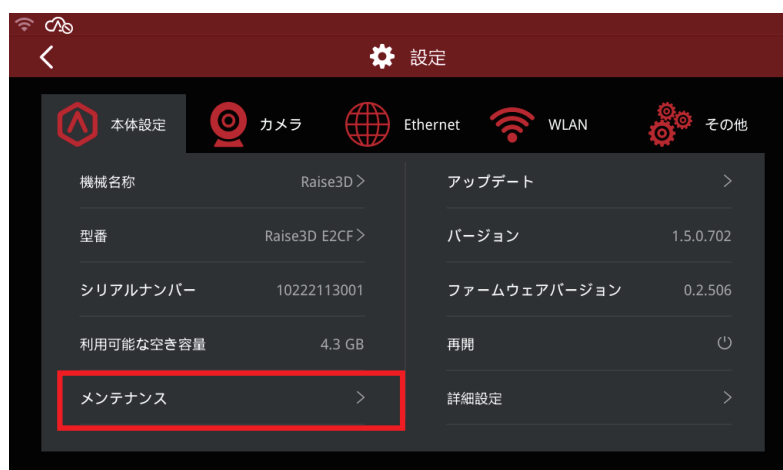 設定
本体設定 カメラ Ethernet WLAN その他
機械名称 Raise3D > アップデート >
型番 Raise3D E2CF > バージョン 1.5.0.702
シリアルナンバー 10222113001 ファームウェアバージョン 0.2.506
利用可能な空き容量 4.3 GB 再開
メンテナンス > 詳細設定 >